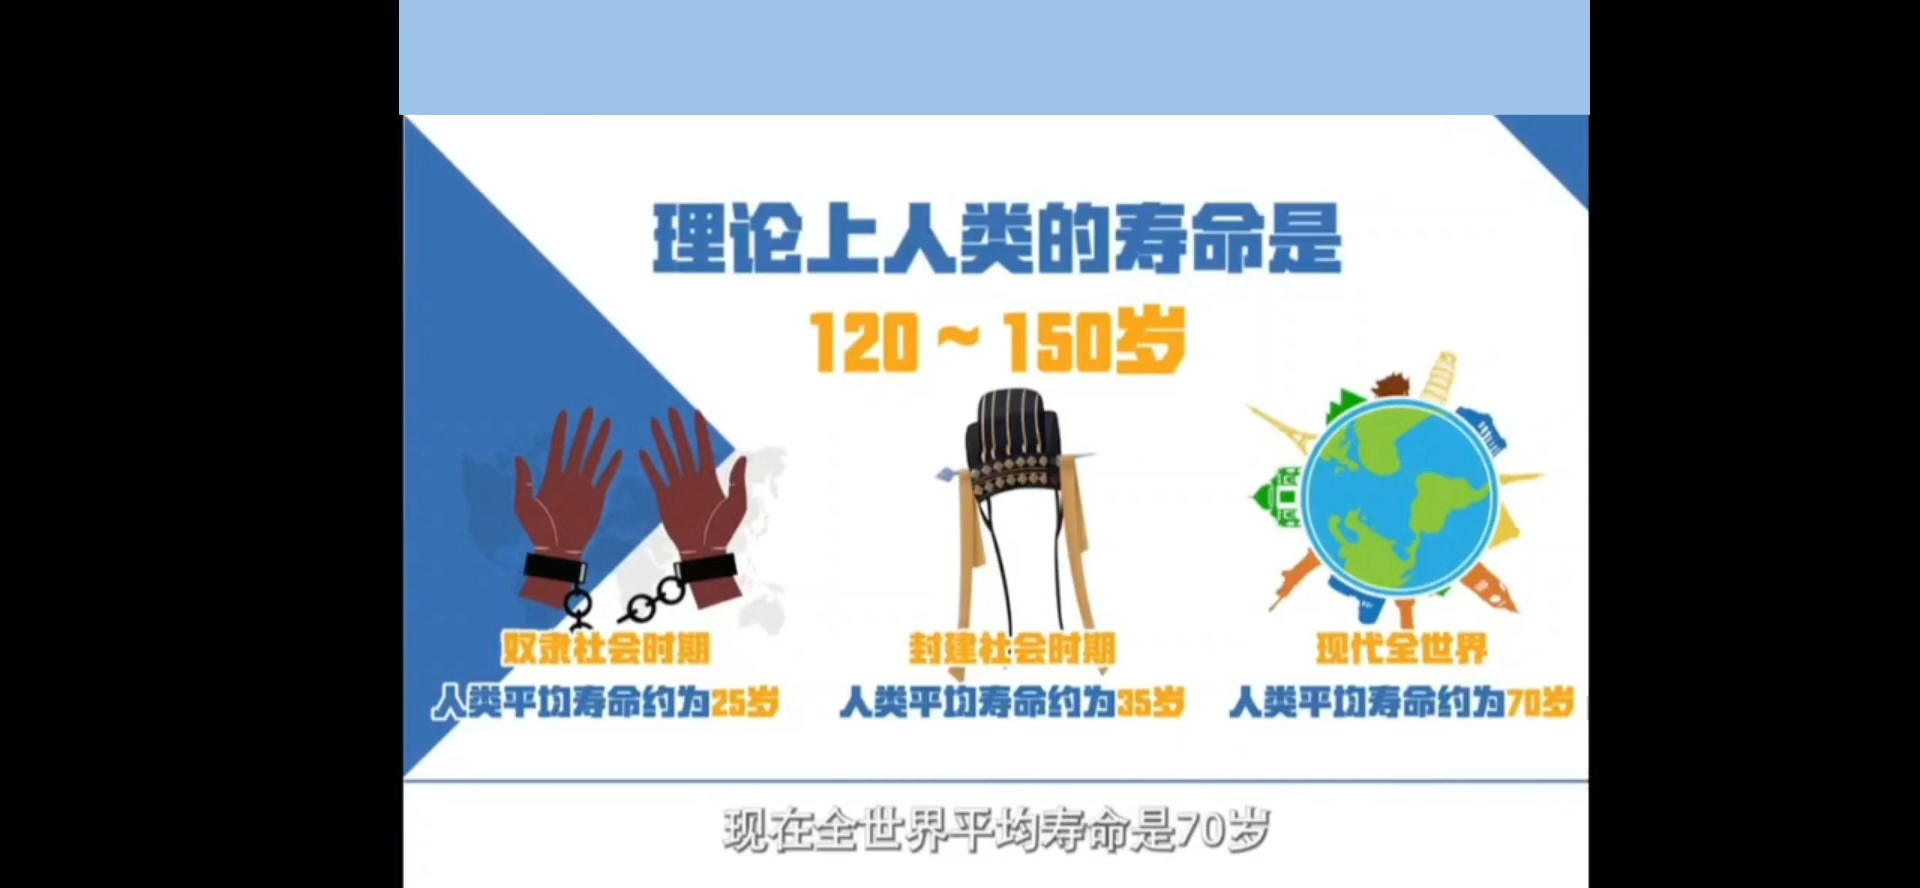 理论上人类的寿命是
120~150岁
奴隶社会时期
人类平均寿命约为25岁
封建社会时期
人类平均寿命约为35岁
现代全世界
人类平均寿命约为70岁
现在全世界平均寿命是70岁